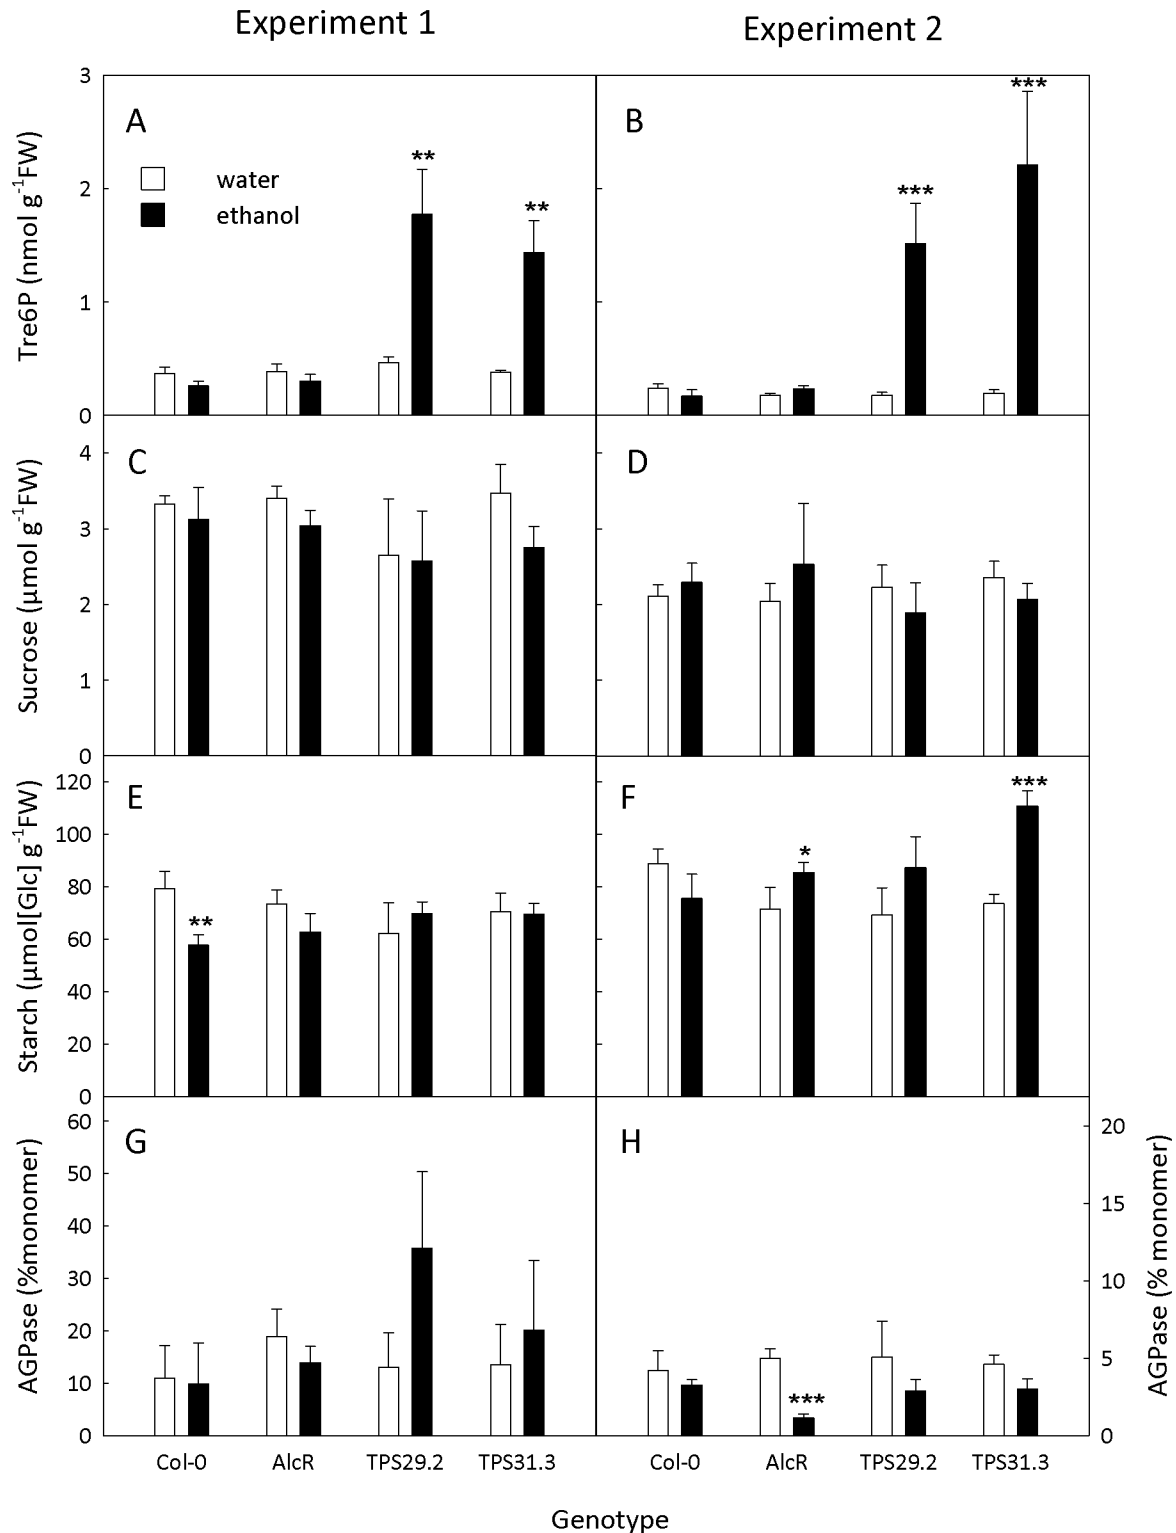 Experiment 1
Experiment 2
Tre6P (nmol g-1FW)
3
2
1
0
A
water
ethanol
**
**
B
***
***
Sucrose (µmol g-1FW)
4
3
2
1
0
C
D
Starch (µmol[Glc] g-1FW)
120
100
80
60
40
20
0
E
**
F
*
***
AGPase (%monomer)
60
50
40
30
20
10
0
G
H
***
20
15
10
5
0
AGPase (% monomer)
Col-0 AlcR TPS29.2 TPS31.3
Col-0 AlcR TPS29.2 TPS31.3
Genotype